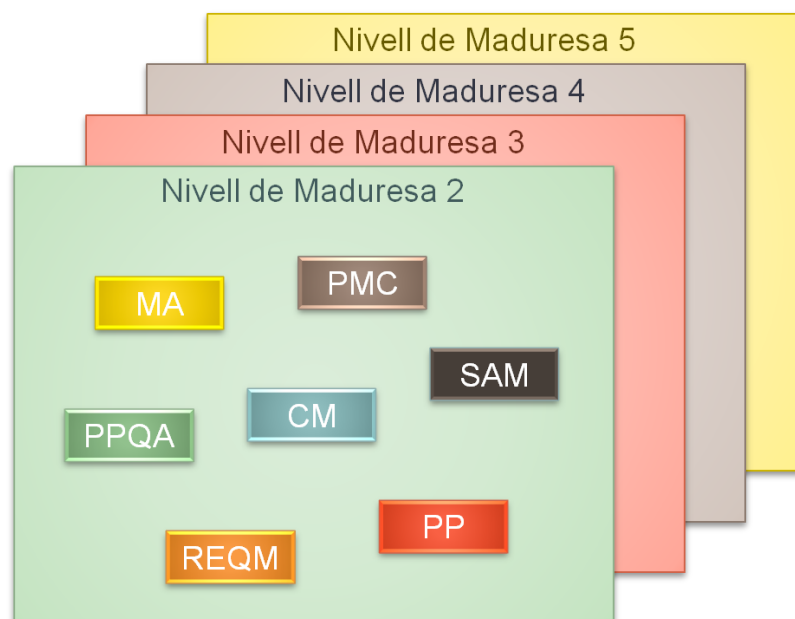 Nivell de Maduresa 5
Nivell de Maduresa 4
Nivell de Maduresa 3
Nivell de Maduresa 2
MA
PMC
SAM
PPQA
CM
PP
REQM